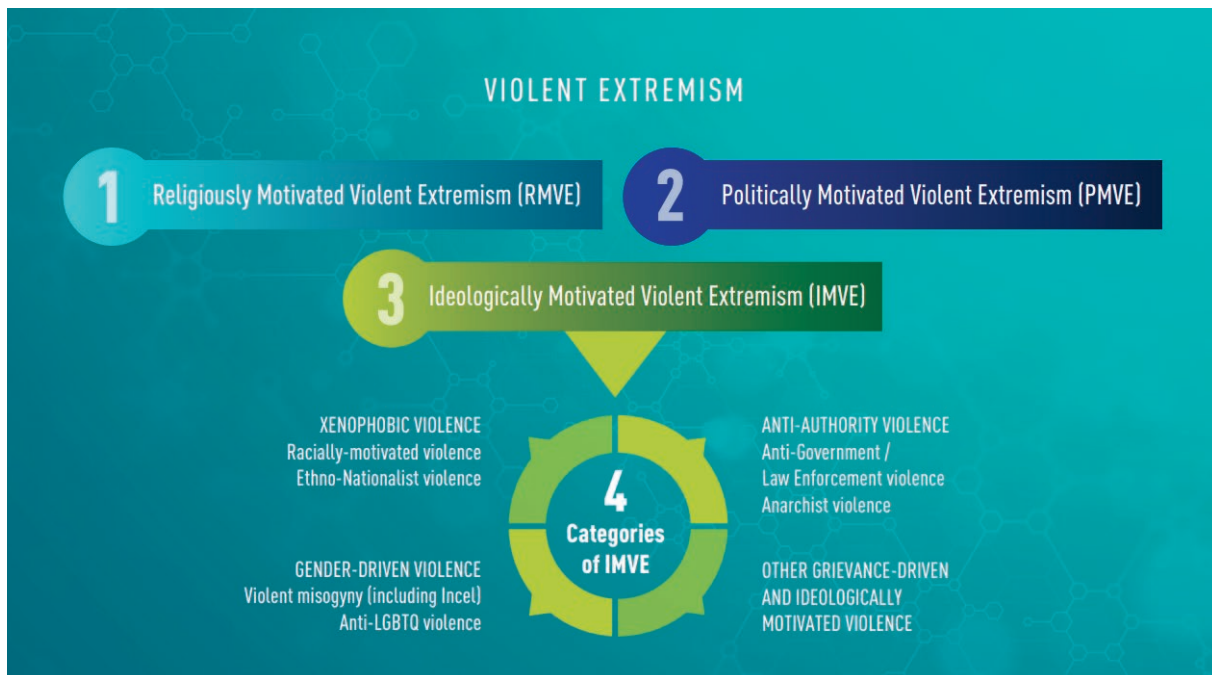 VIOLENT EXTREMISM
1
Religiously Motivated Violent Extremism (RMVE)
2
Politically Motivated Violent Extremism (PMVE)
3
Ideologically Motivated Violent Extremism (IMVE)
XENOPHOBIC VIOLENCE
Racially-motivated violence
Ethno-Nationalist violence
ANTI-AUTHORITY VIOLENCE
Anti-Government /
Law Enforcement violence
Anarchist violence
4
Categories
of IMVE
GENDER-DRIVEN VIOLENCE
Violent misogyny (including Incel)
Anti-LGBTQ violence
OTHER GRIEVANCE-DRIVEN
AND IDEOLOGICALLY
MOTIVATED VIOLENCE